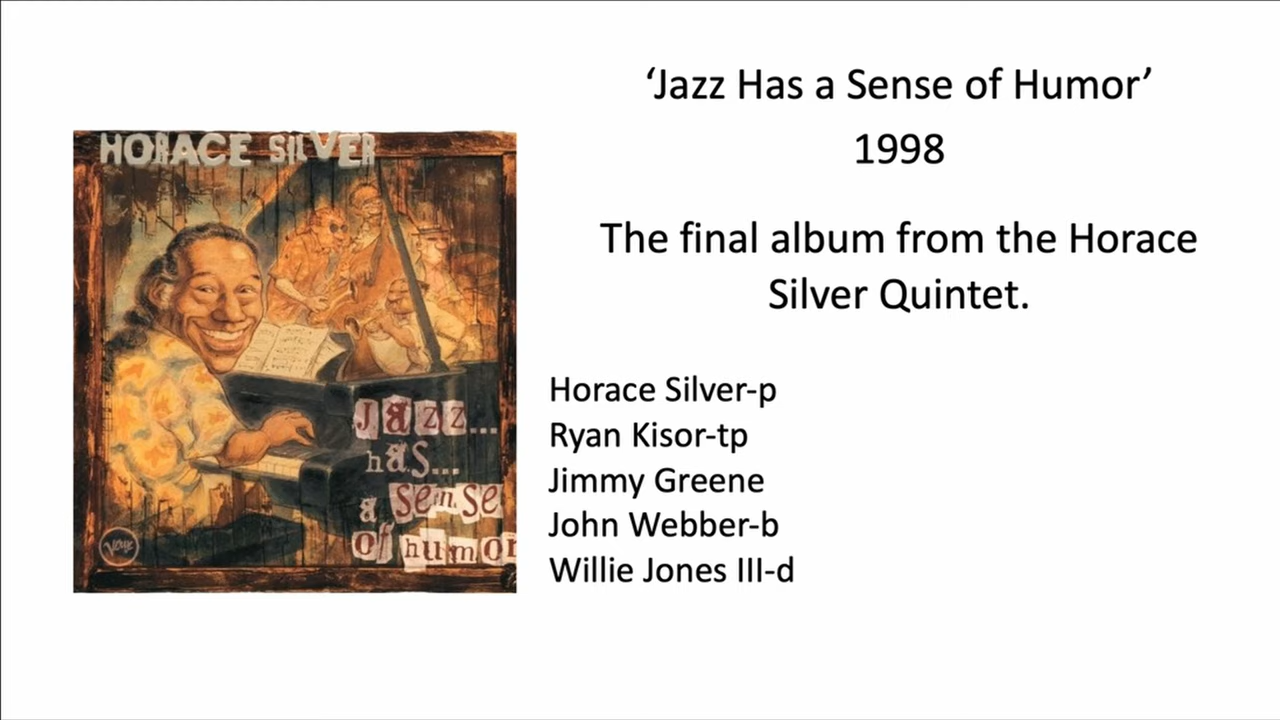 ‘Jazz Has a Sense of Humor’
1998
The final album from the Horace
Silver Quintet.
HORACE SILVER
Jazz...
has...
a sense
of humor
Verve
Horace Silver-p
Ryan Kisor-tp
Jimmy Greene
John Webber-b
Willie Jones III-d